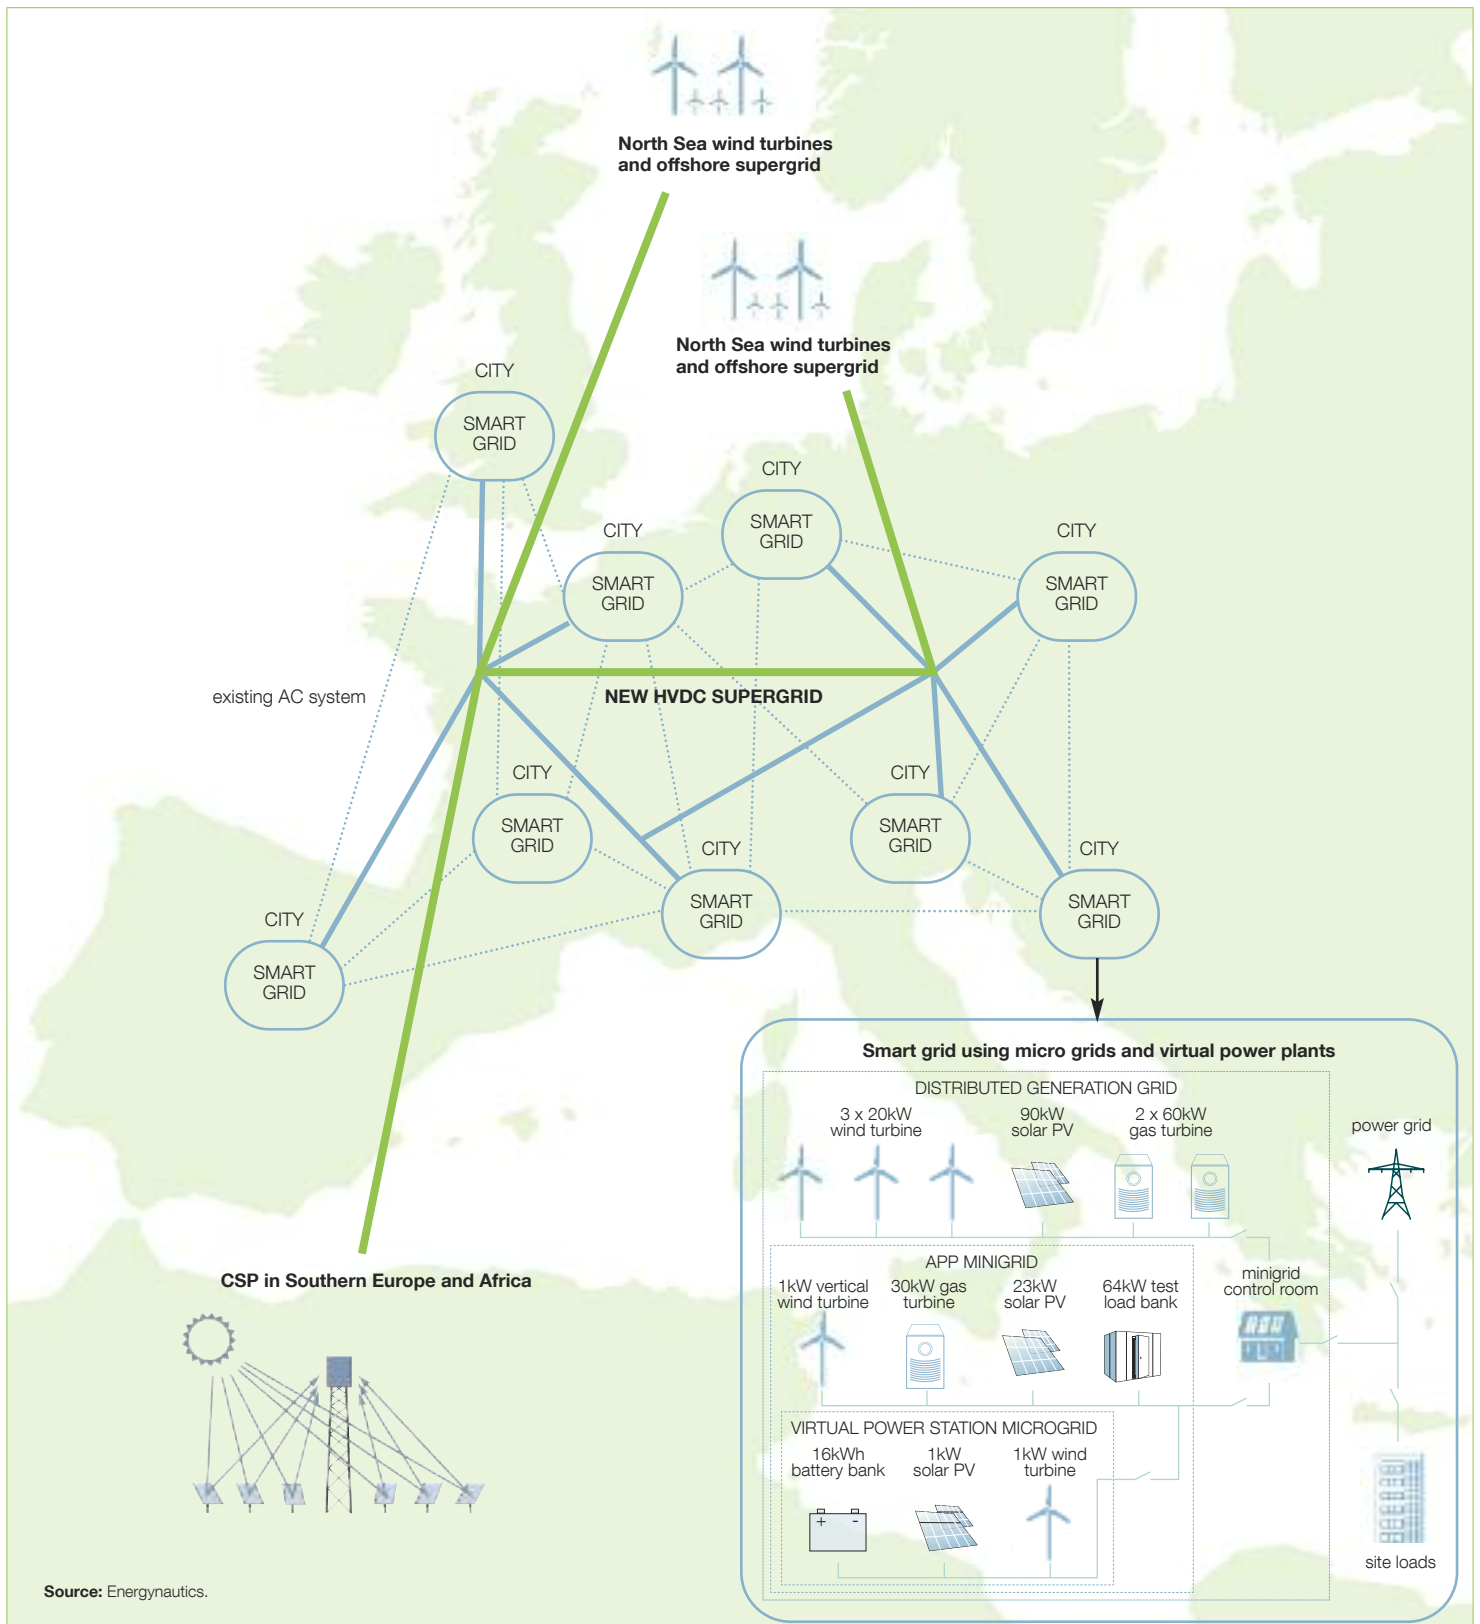 North Sea wind turbines
and offshore supergrid
North Sea wind turbines
and offshore supergrid
CITY
SMART
GRID
CITY
SMART
GRID
CITY
SMART
GRID
CITY
SMART
GRID
existing AC system
NEW HVDC SUPERGRID
CITY
SMART
GRID
CITY
SMART
GRID
CITY
SMART
GRID
CITY
SMART
GRID
CITY
SMART
GRID
CSP in Southern Europe and Africa
Smart grid using micro grids and virtual power plants
DISTRIBUTED GENERATION GRID
3 x 20kW
wind turbine
90kW
solar PV
2 x 60kW
gas turbine
power grid
APP MINIGRID
1kW vertical
wind turbine
30kW gas
turbine
23kW
solar PV
64kW test
load bank
minigrid
control room
VIRTUAL POWER STATION MICROGRID
16kWh
battery bank
1kW
solar PV
1kW wind
turbine
+ -
site loads
Source: Energynautics.